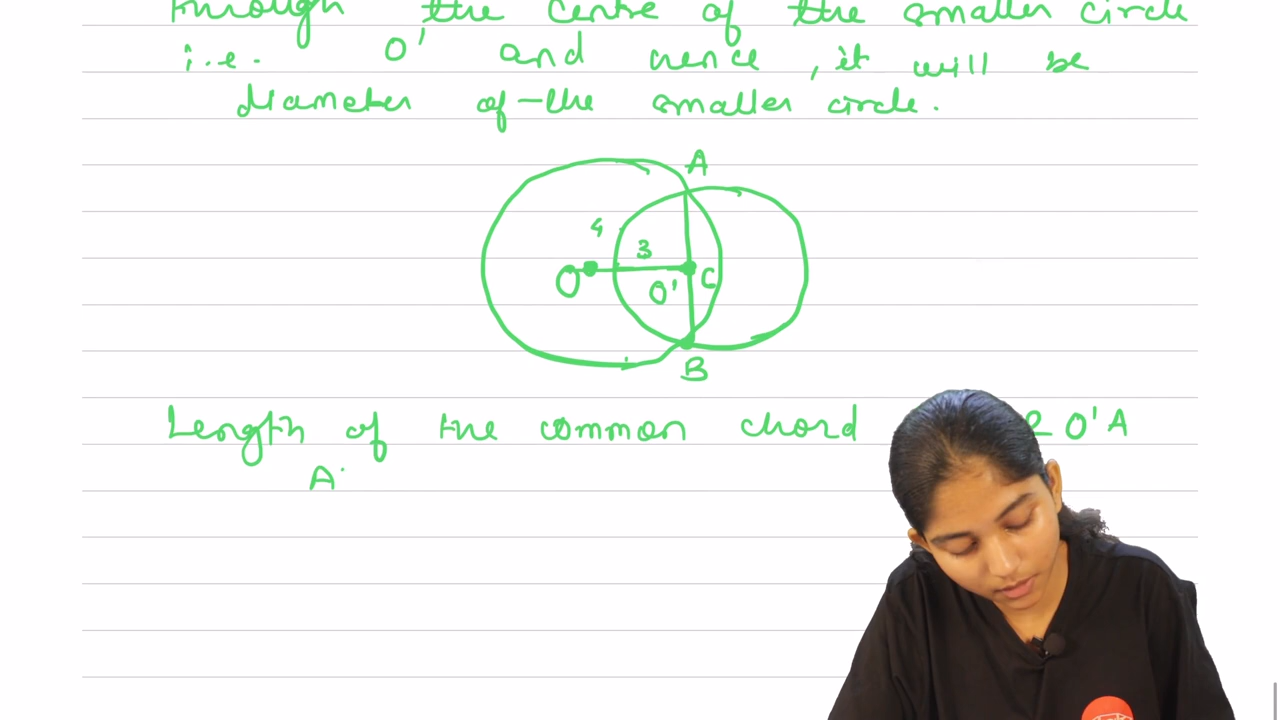 through the centre of the smaller circle
i.e. O' and hence, it will be
diameter of the smaller circle.
A
4
3
O
O'
C
B
Length of the common chord 2 O'A
A